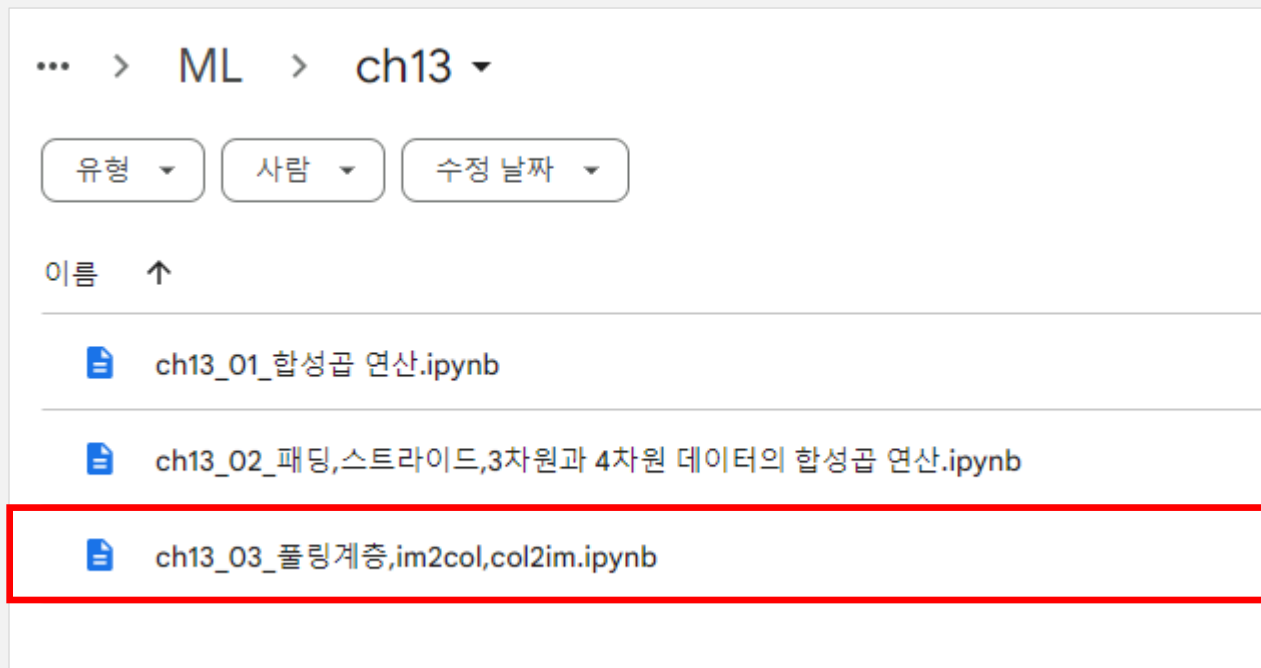 ... > ML > ch13
유형 사람 수정 날짜
이름 ↑
ch13_01_합성곱 연산.ipynb
ch13_02_패딩,스트라이드,3차원과 4차원 데이터의 합성곱 연산.ipynb
ch13_03_풀링계층,im2col,col2im.ipynb